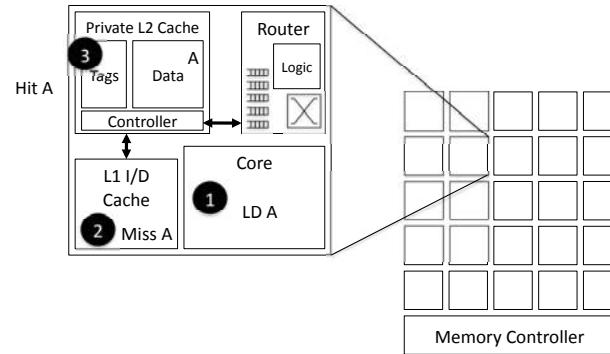 Private L2 Cache
Router
3
A
Tags
Data
Logic
Hit A
Controller
L1 I/D
Cache
2
Miss A
Core
1
LD A
Memory Controller